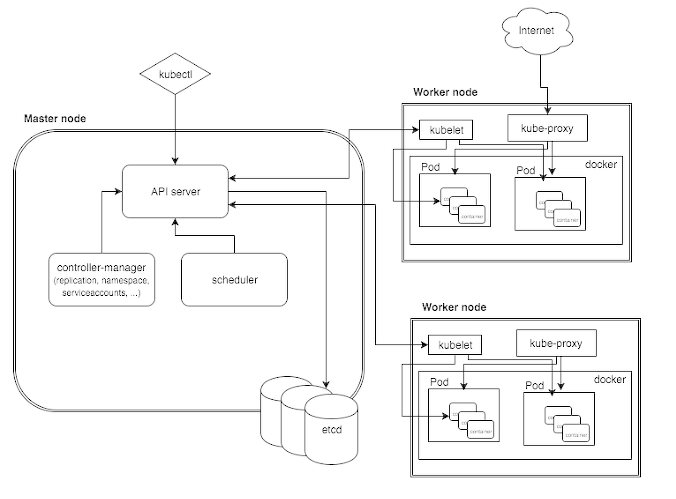 Internet
kubectl
Worker node
Master node
kubelet
kube-proxy
docker
Pod
Pod
container
container
API server
controller-manager
(replication, namespace,
serviceaccounts, ...)
scheduler
Worker node
kubelet
kube-proxy
docker
Pod
Pod
container
container
etcd